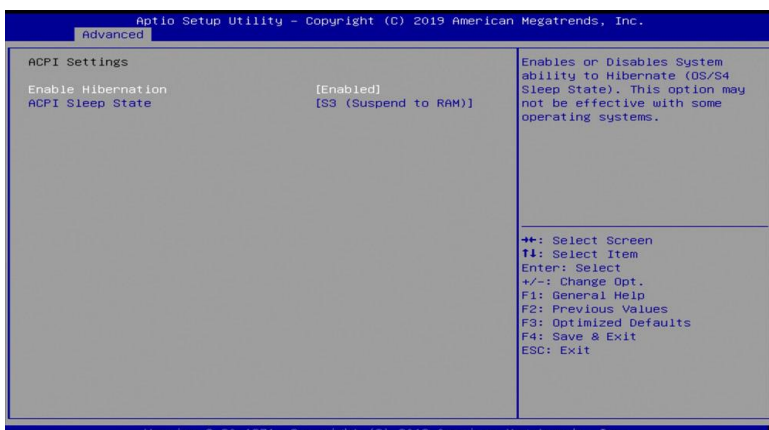 Aptio Setup Utility – Copyright (C) 2019 American Megatrends, Inc.
Advanced
ACPI Settings
Enable Hibernation [Enabled]
ACPI Sleep State [S3 (Suspend to RAM)]
Enables or Disables System
ability to Hibernate (OS/S4
Sleep State). This option may
not be effective with some
operating systems.
→←: Select Screen
↑↓: Select Item
Enter: Select
+/-: Change Opt.
F1: General Help
F2: Previous Values
F3: Optimized Defaults
F4: Save & Exit
ESC: Exit